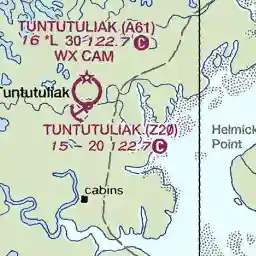 TUNTUTULIAK (A61)
16 *L 30 122.7 C
WX CAM
Tuntutuliak
TUNTUTULIAK (Z20)
15 - 20 122.7 C
Helmick
Point
cabins